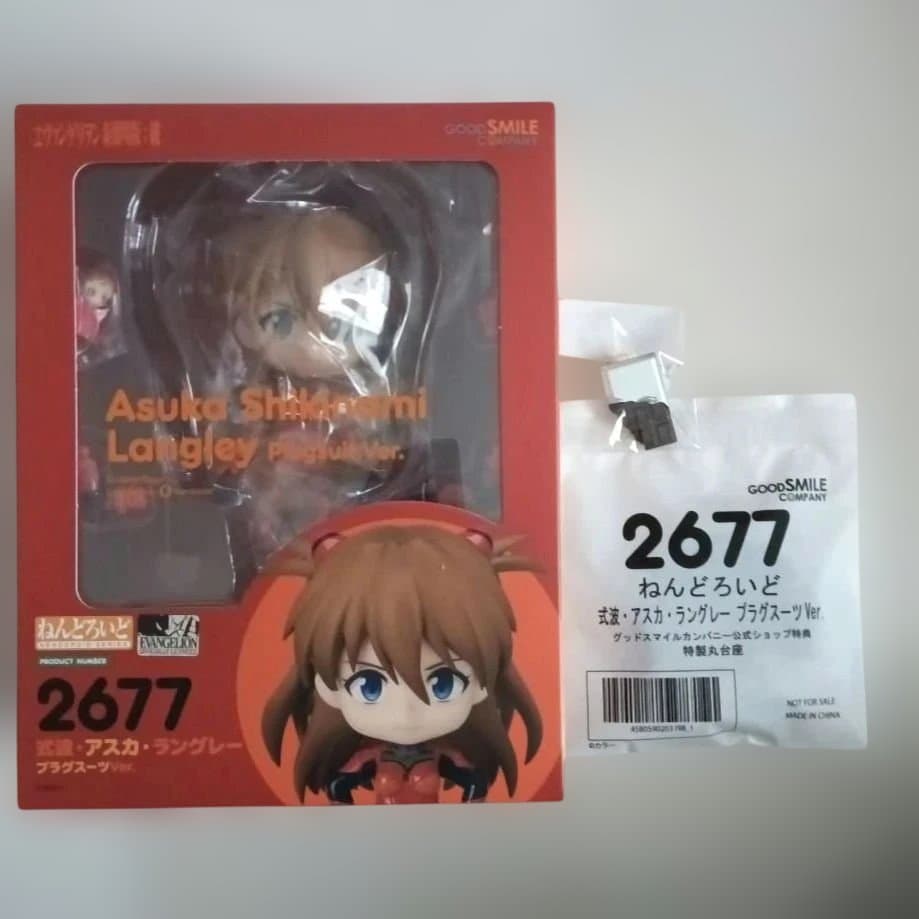 GOOD SMILE
COMPANY
Asuka Shikinami
Langley Plugsuit Ver.
ねんどろいど
NENDOROID SERIES
EVANGELION
PRODUCT NUMBER
2677
式波・アスカ・ラングレー
プラグスーツVer.
GOOD SMILE
COMPANY
2677
ねんどろいど
式波・アスカ・ラングレー プラグスーツVer.
グッドスマイルカンパニー公式ショップ特典
特製丸台座
NOT FOR SALE
MADE IN CHINA